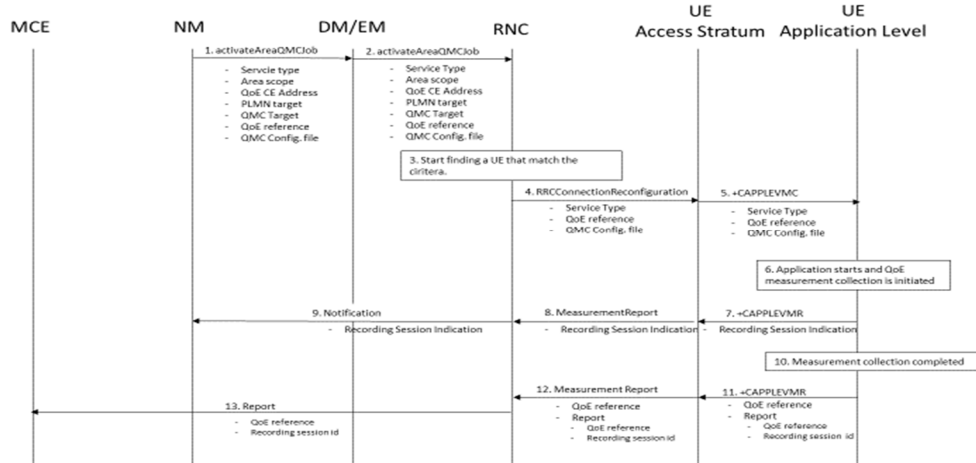 MCE
NM
DM/EM
RNC
UE
Access Stratum
UE
Application Level
1. activateAreaQMCJob
- Servcie type
- Area scope
- QoE CE Address
- PLMN target
- QMC Target
- QoE reference
- QMC Config. file
2. activateAreaQMCJob
- Service Type
- Area scope
- QoE CE Address
- PLMN target
- QMC Target
- QoE reference
- QMC Config. file
3. Start finding a UE that match the
ciritera.
4. RRCConnectionReconfiguration
- Service Type
- QoE reference
- QMC Config. file
5. +CAPPLEVMC
- Service Type
- QoE reference
- QMC Config. file
6. Application starts and QoE
measurement collection is initiated
9. Notification
- Recording Session Indication
8. MeasurementReport
- Recording Session Indication
7. +CAPPLEVMR
- Recording Session Indication
10. Measurement collection completed
13. Report
- QoE reference
- Recording session id
12. Measurement Report
- QoE reference
- Report
- QoE reference
- Recording session id
11. +CAPPLEVMR
- QoE reference
- Report
- QoE reference
- Recording session id